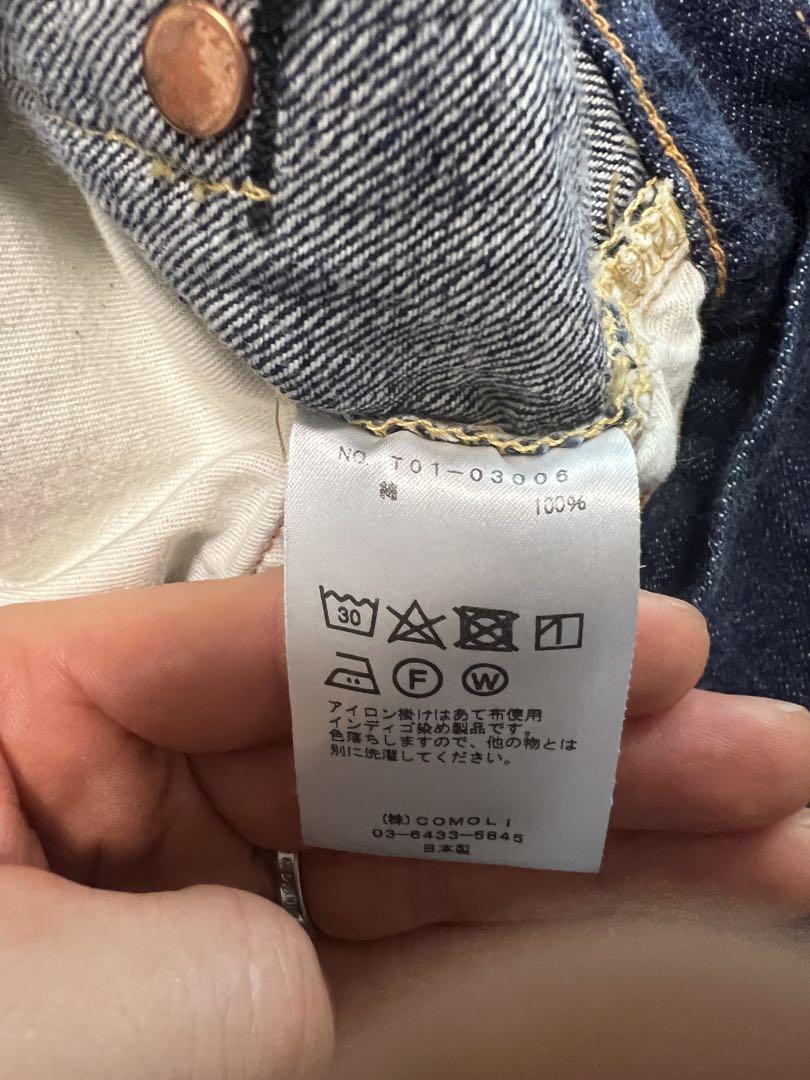 NO. T01-03006
綿 100%
30
F W
アイロン掛けはあて布使用
インディゴ染め製品です。
色落ちしますので、他の物とは
別に洗濯してください。
(株)COMOLI
03-6433-5845
日本製